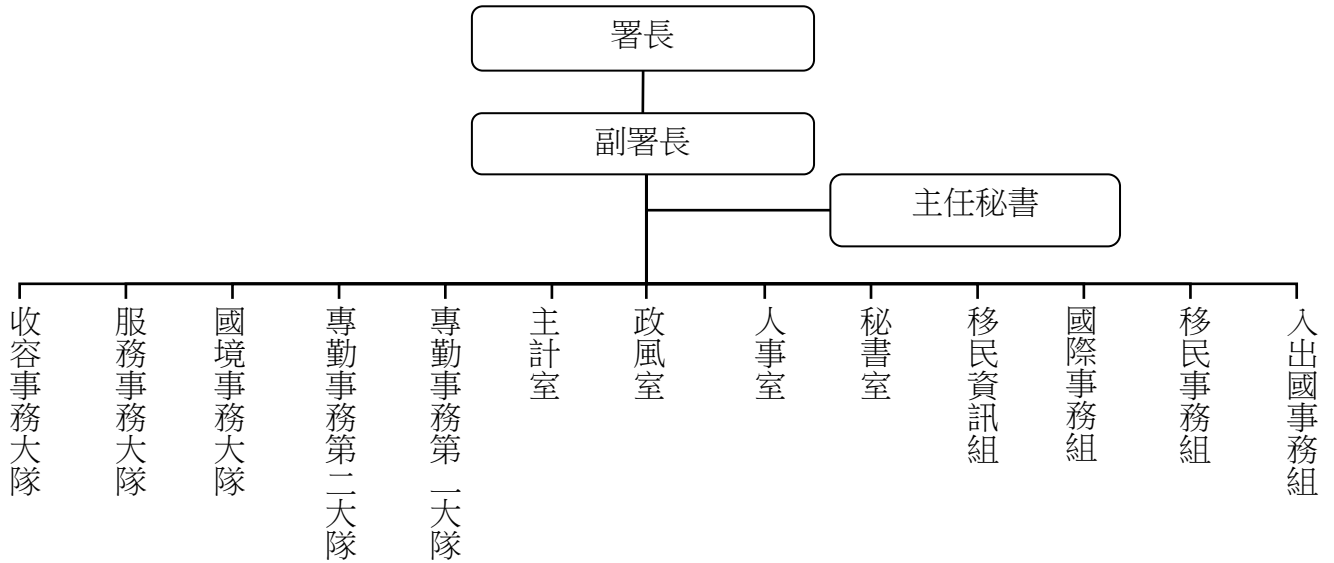 署長
副署長
主任秘書
入出國事務組
移民事務組
國際事務組
移民資訊組
秘書室
人事室
政風室
主計室
專勤事務第一大隊
專勤事務第二大隊
國境事務大隊
服務事務大隊
收容事務大隊